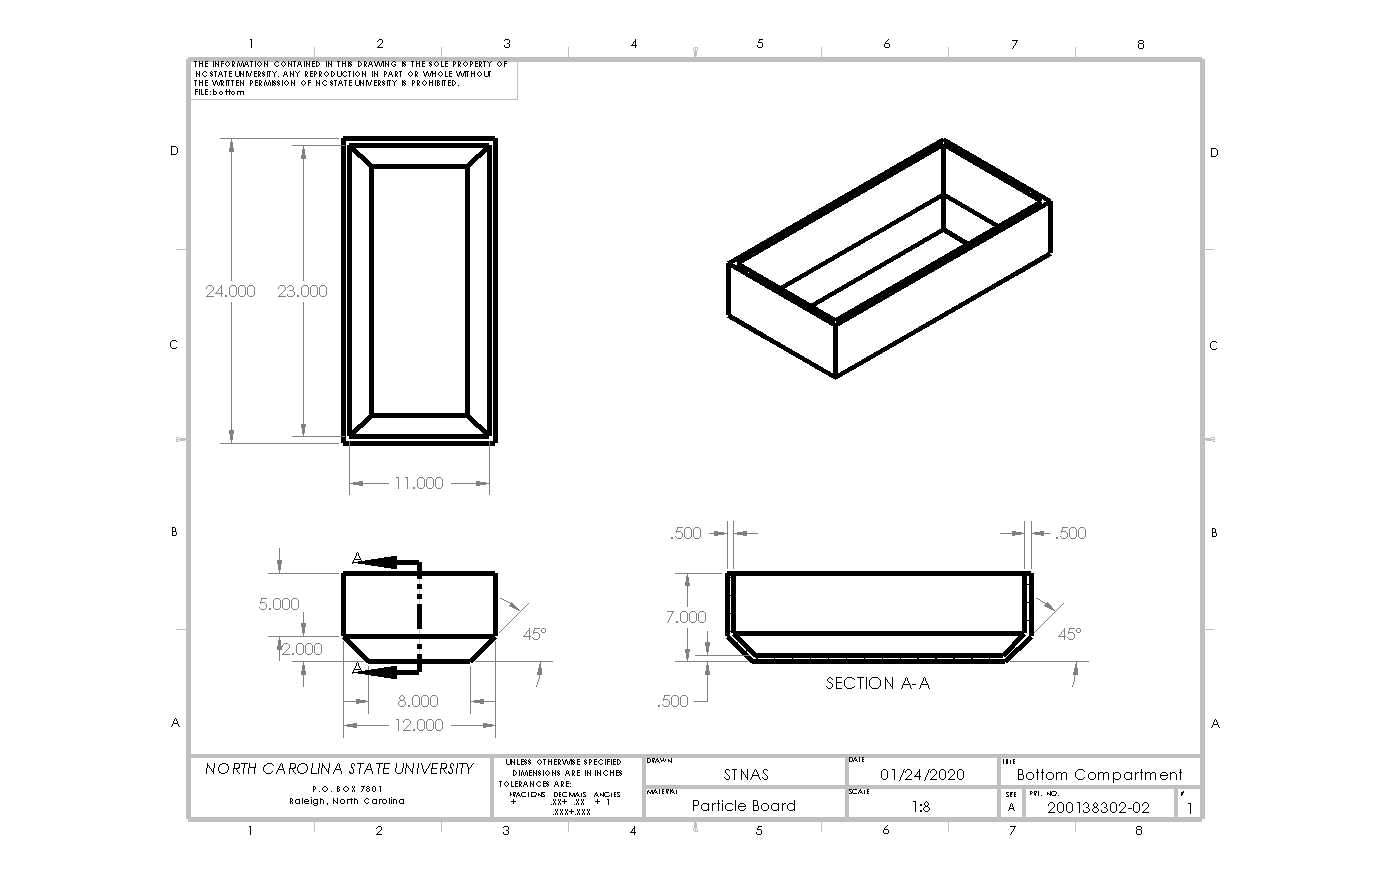 1 2 3 4 5 6 7 8
THE INFORMATION CONTAINED IN THIS DRAWING IS THE SOLE PROPERTY OF
NC STATE UNIVERSITY. ANY REPRODUCTION IN PART OR WHOLE WITHOUT
THE WRITTEN PERMISSION OF NC STATE UNIVERSITY IS PROHIBITED.
FILE: bottom
D D
24.000 23.000
C C
11.000
B B
.500 .500
A
5.000
7.000
45°
45°
2.000
A
SECTION A-A
8.000
.500
12.000
A A
NORTH CAROLINA STATE UNIVERSITY
P.O. BOX 7801
Raleigh, North Carolina
UNLESS OTHERWISE SPECIFIED
DIMENSIONS ARE IN INCHES
TOLERANCES ARE:
FRACTIONS DECIMALS ANGLES
+ .XX+ .XX + 1
.XXX+.XXX
DRAWN
STNAS
DATE
01/24/2020
TITLE
Bottom Compartment
MATERIAL
Particle Board
SCALE
1:8
SIZE
A
PRT. NO.
200138302-02
#
1
1 2 3 4 5 6 7 8